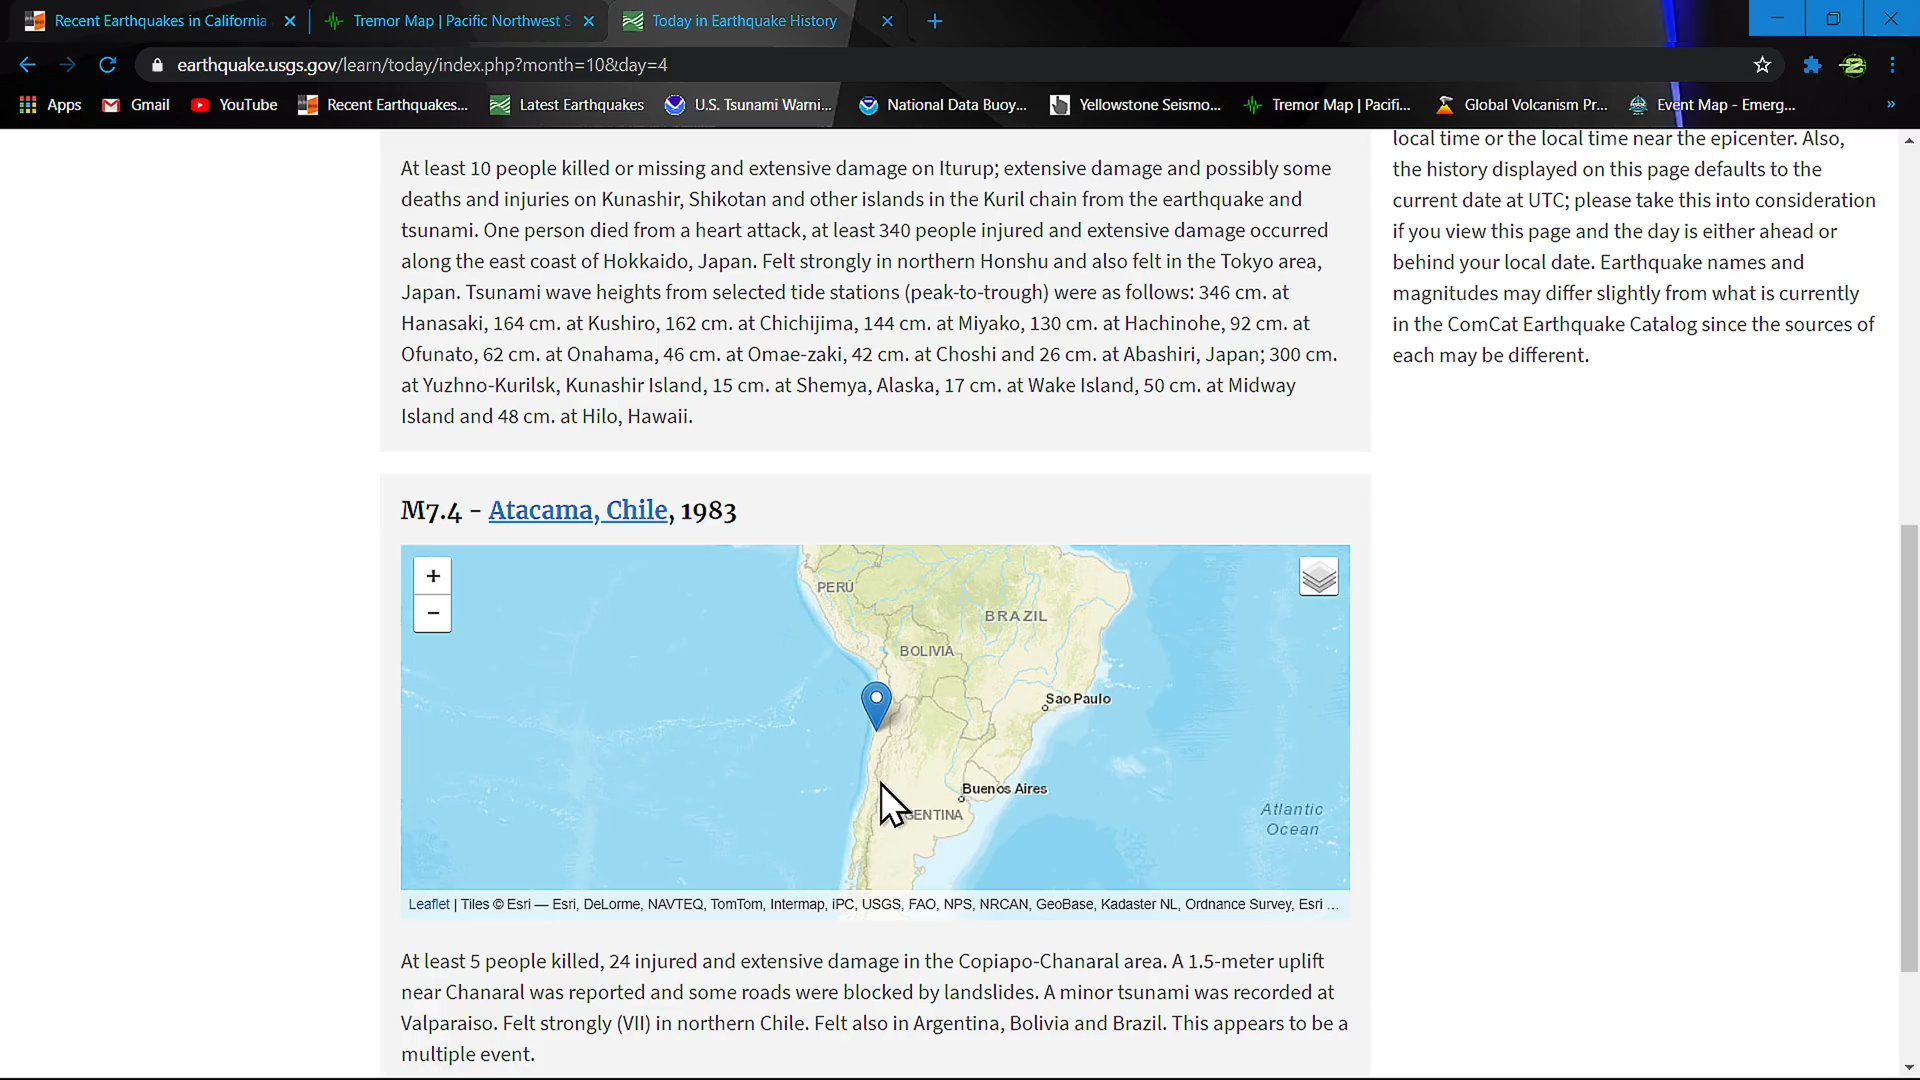 Recent Earthquakes in California
Tremor Map | Pacific Northwest S
Today in Earthquake History
earthquake.usgs.gov/learn/today/index.php?month=10&day=4
Apps
Gmail
YouTube
Recent Earthquakes...
Latest Earthquakes
U.S. Tsunami Warni...
National Data Buoy...
Yellowstone Seismo...
Tremor Map | Pacifi...
Global Volcanism Pr...
Event Map - Emerg...
»
At least 10 people killed or missing and extensive damage on Iturup; extensive damage and possibly some
deaths and injuries on Kunashir, Shikotan and other islands in the Kuril chain from the earthquake and
tsunami. One person died from a heart attack, at least 340 people injured and extensive damage occurred
along the east coast of Hokkaido, Japan. Felt strongly in northern Honshu and also felt in the Tokyo area,
Japan. Tsunami wave heights from selected tide stations (peak-to-trough) were as follows: 346 cm. at
Hanasaki, 164 cm. at Kushiro, 162 cm. at Chichijima, 144 cm. at Miyako, 130 cm. at Hachinohe, 92 cm. at
Ofunato, 62 cm. at Onahama, 46 cm. at Omae-zaki, 42 cm. at Choshi and 26 cm. at Abashiri, Japan; 300 cm.
at Yuzhno-Kurilsk, Kunashir Island, 15 cm. at Shemya, Alaska, 17 cm. at Wake Island, 50 cm. at Midway
Island and 48 cm. at Hilo, Hawaii.
local time or the local time near the epicenter. Also,
the history displayed on this page defaults to the
current date at UTC; please take this into consideration
if you view this page and the day is either ahead or
behind your local date. Earthquake names and
magnitudes may differ slightly from what is currently
in the ComCat Earthquake Catalog since the sources of
each may be different.
M7.4 - Atacama, Chile, 1983
+
−
PERÚ
BRAZIL
BOLIVIA
Sao Paulo
Buenos Aires
GENTINA
Atlantic
Ocean
Leaflet | Tiles © Esri — Esri, DeLorme, NAVTEQ, TomTom, Intermap, iPC, USGS, FAO, NPS, NRCAN, GeoBase, Kadaster NL, Ordnance Survey, Esri ...
At least 5 people killed, 24 injured and extensive damage in the Copiapo-Chanaral area. A 1.5-meter uplift
near Chanaral was reported and some roads were blocked by landslides. A minor tsunami was recorded at
Valparaiso. Felt strongly (VII) in northern Chile. Felt also in Argentina, Bolivia and Brazil. This appears to be a
multiple event.